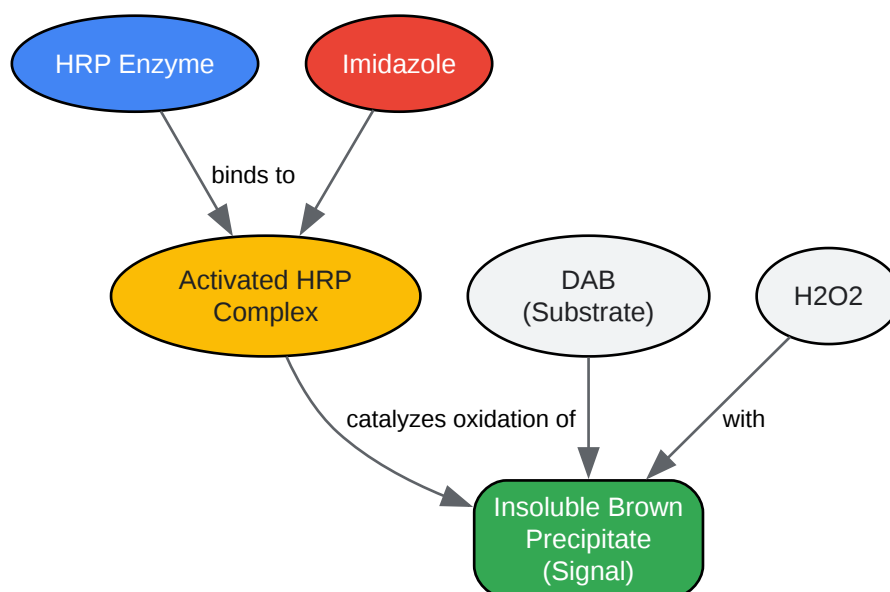 HRP Enzyme
Imidazole
binds to
Activated HRP
Complex
DAB
(Substrate)
H2O2
catalyzes oxidation of
with
Insoluble Brown
Precipitate
(Signal)